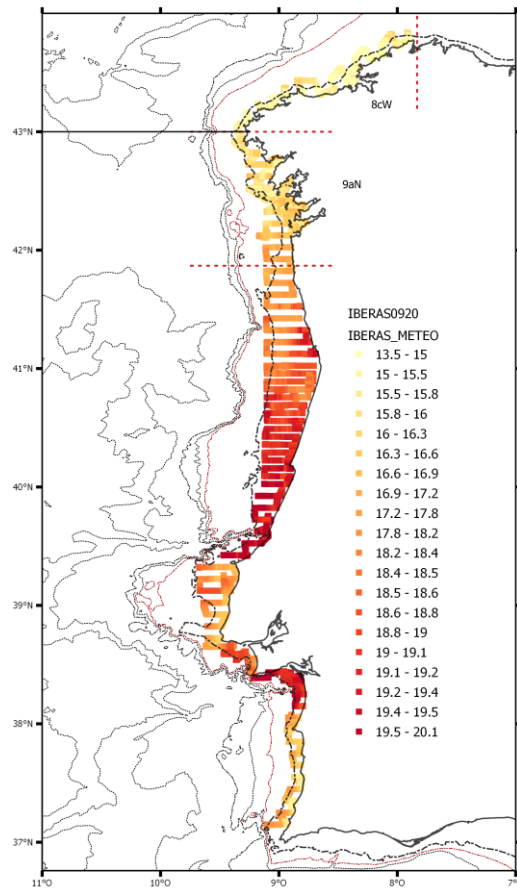 43°N
42°N
41°N
40°N
39°N
38°N
37°N
8cW
9aN
IBERAS0920
IBERAS_METEO
13.5 - 15
15 - 15.5
15.5 - 15.8
15.8 - 16
16 - 16.3
16.3 - 16.6
16.6 - 16.9
16.9 - 17.2
17.2 - 17.8
17.8 - 18.2
18.2 - 18.4
18.4 - 18.5
18.5 - 18.6
18.6 - 18.8
18.8 - 19
19 - 19.1
19.1 - 19.2
19.2 - 19.4
19.4 - 19.5
19.5 - 20.1
11°W 10°W 9°W 8°W